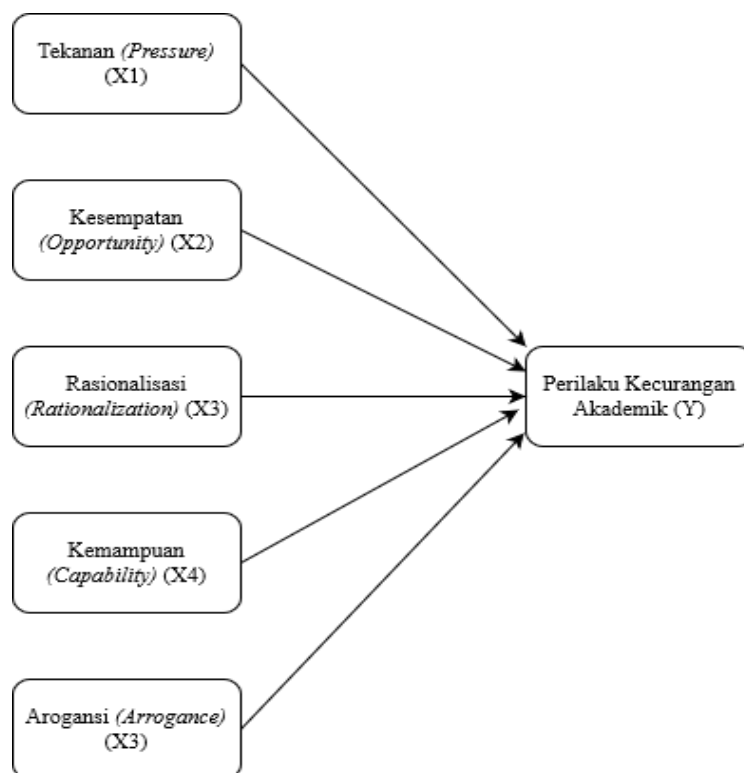 Tekanan (Pressure)
(X1)
Kesempatan
(Opportunity) (X2)
Rasionalisasi
(Rationalization) (X3)
Perilaku Kecurangan
Akademik (Y)
Kemampuan
(Capability) (X4)
Arogansi (Arrogance)
(X3)